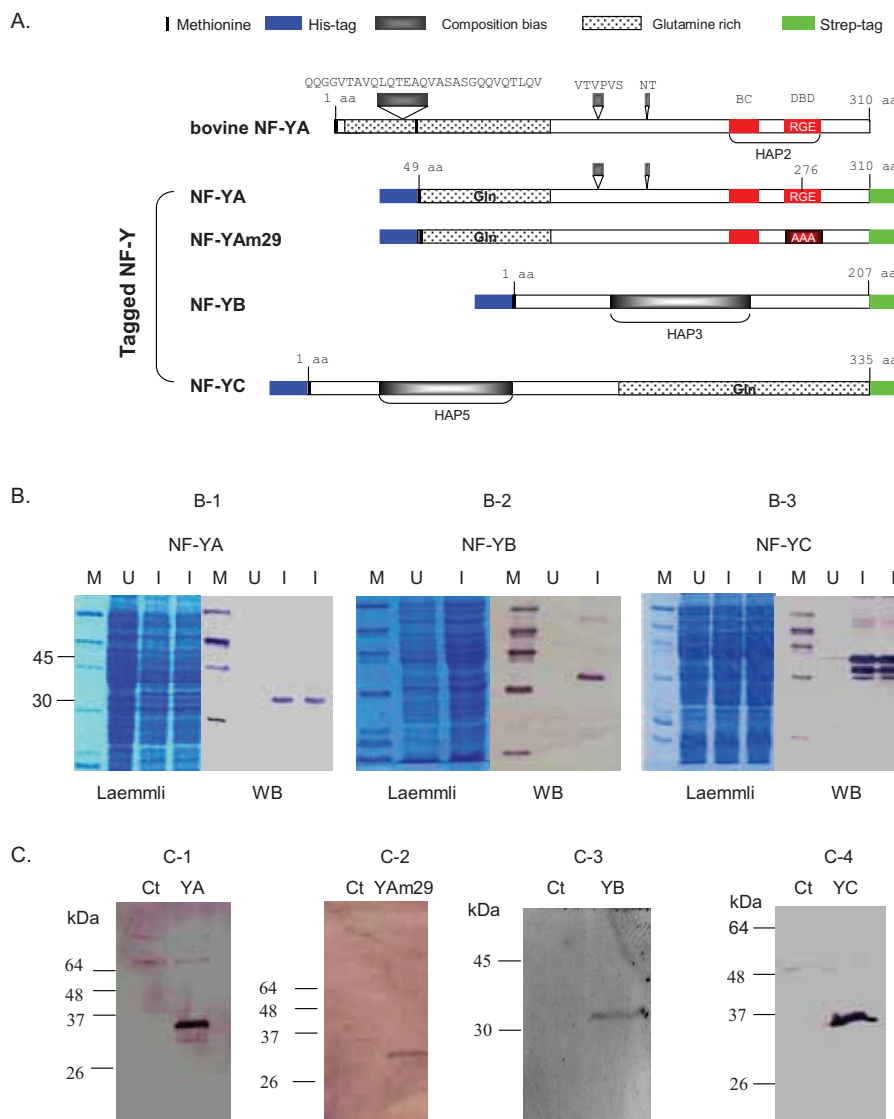 A.
Methionine His-tag Composition bias Glutamine rich Strep-tag
QQGGVTAVQLQTEAQVASASGQQVQTLQV VTVPVS NT
1 aa BC DBD 310 aa
bovine NF-YA RGE
HAP2
49 aa 276 310 aa
NF-YA Gln RGE
NF-YAm29 Gln AAA
Tagged NF-Y
1 aa 207 aa
NF-YB
HAP3
1 aa 335 aa
NF-YC Gln
HAP5
B. B-1 B-2 B-3
NF-YA NF-YB NF-YC
M U I I M U I I M U I M U I M U I I M U I I
45
30
Laemmli WB Laemmli WB Laemmli WB
C. C-1 C-2 C-3 C-4
Ct YA Ct YAm29 Ct YB Ct YC
kDa kDa kDa
64 48 37 26
64 48 37 26
45 30
64 48 37 26